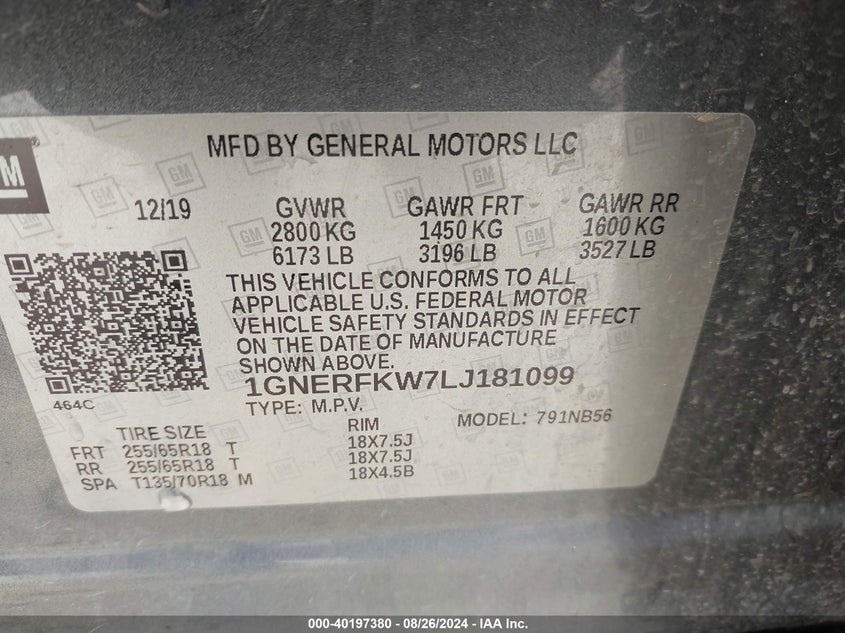 GM
MFD BY GENERAL MOTORS LLC
12/19 GVWR GAWR FRT GAWR RR
2800 KG 1450 KG 1600 KG
6173 LB 3196 LB 3527 LB
THIS VEHICLE CONFORMS TO ALL
APPLICABLE U.S. FEDERAL MOTOR
VEHICLE SAFETY STANDARDS IN EFFECT
ON THE DATE OF MANUFACTURE
SHOWN ABOVE.
1GNERFKW7LJ181099
464C
TYPE: M.P.V.
MODEL: 791NB56
TIRE SIZE RIM
FRT 255/65R18 T 18X7.5J
RR 255/65R18 T 18X7.5J
SPA T135/70R18 M 18X4.5B
000-40197380 - 08/26/2024 - IAA Inc.